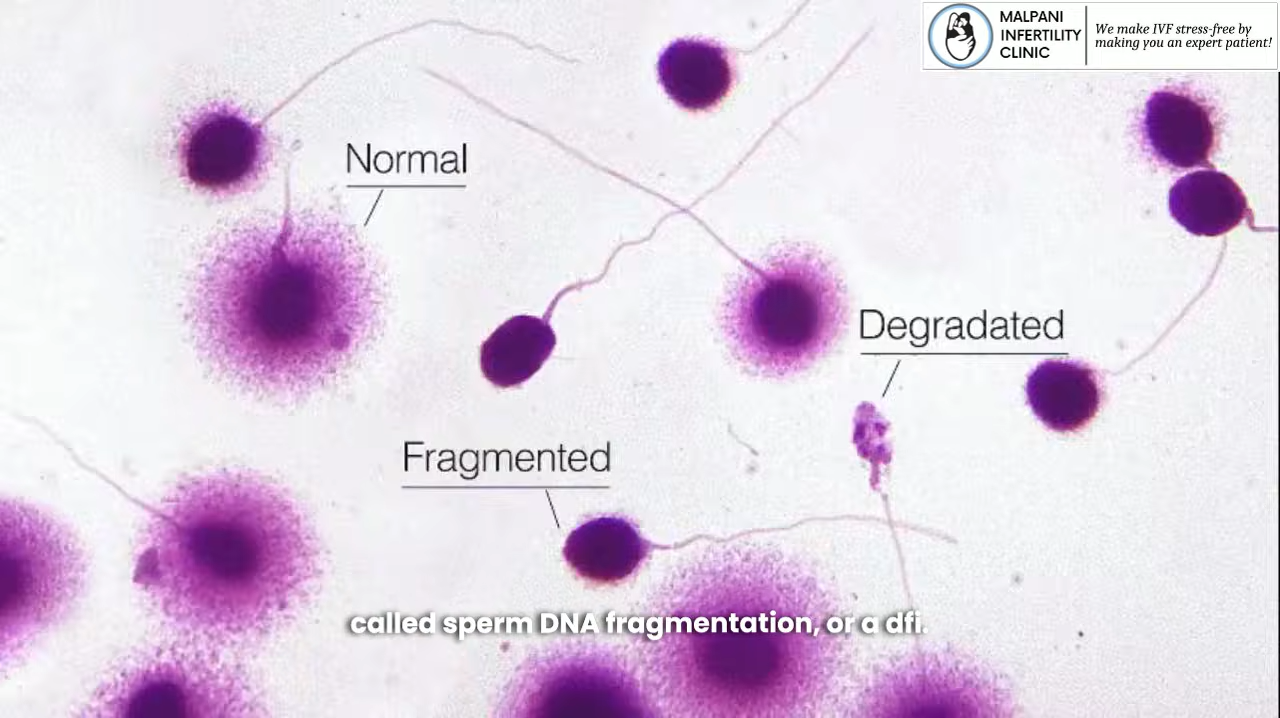 MALPANI
INFERTILITY
CLINIC
We make IVF stress-free by
making you an expert patient!
Normal
Degradated
Fragmented
called sperm DNA fragmentation, or a dfi.